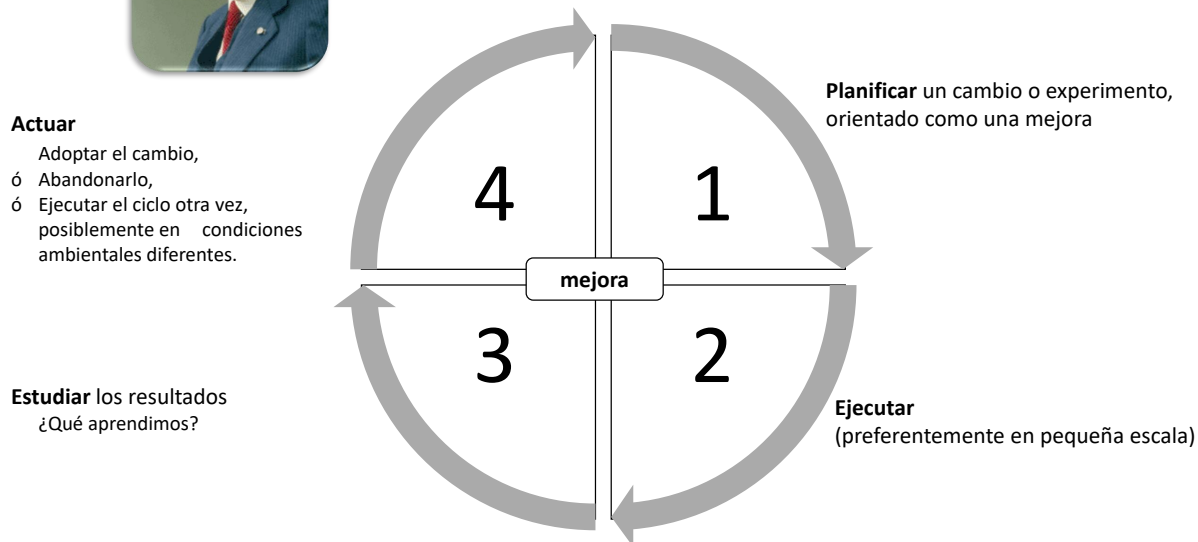 Planificar un cambio o experimento,
orientado como una mejora
Actuar
Adoptar el cambio,
ó Abandonarlo,
ó Ejecutar el ciclo otra vez,
posiblemente en condiciones
ambientales diferentes.
4
1
mejora
3
2
Estudiar los resultados
¿Qué aprendimos?
Ejecutar
(preferentemente en pequeña escala)